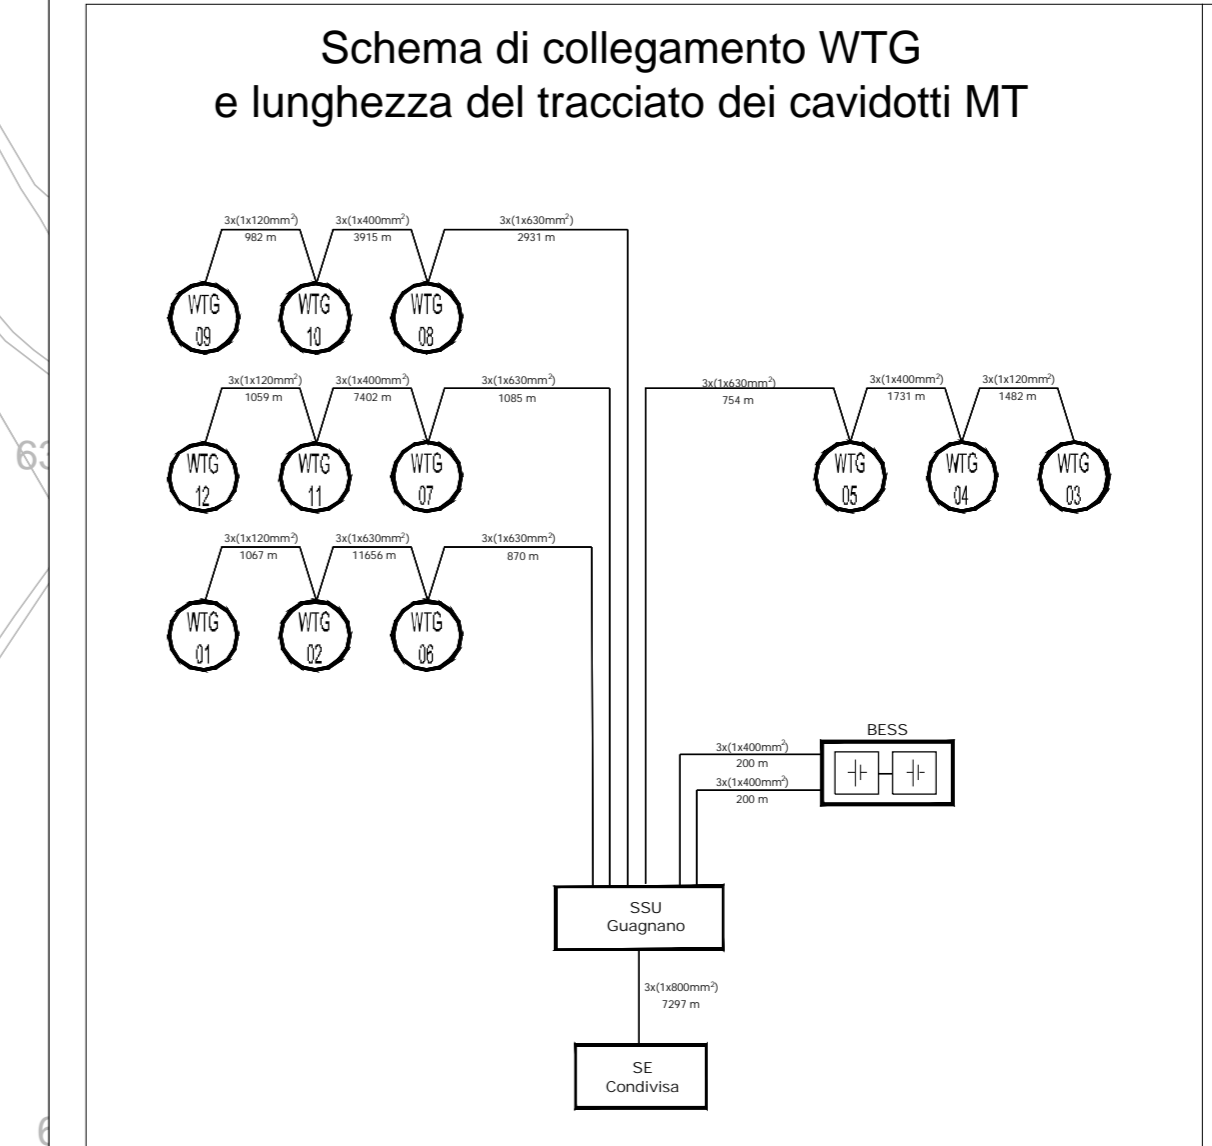 Schema di collegamento WTG
e lunghezza del tracciato dei cavidotti MT
3x(1x120mm²)
982 m
3x(1x400mm²)
3915 m
3x(1x630mm²)
2931 m
WTG
09
WTG
10
WTG
08
3x(1x120mm²)
1059 m
3x(1x400mm²)
7402 m
3x(1x630mm²)
1085 m
WTG
12
WTG
11
WTG
07
3x(1x630mm²)
754 m
3x(1x400mm²)
1731 m
3x(1x120mm²)
1482 m
WTG
05
WTG
04
WTG
03
3x(1x120mm²)
1067 m
3x(1x630mm²)
11656 m
3x(1x630mm²)
870 m
WTG
01
WTG
02
WTG
06
BESS
3x(1x400mm²)
200 m
3x(1x400mm²)
200 m
SSU
Guagnano
3x(1x800mm²)
7297 m
SE
Condivisa